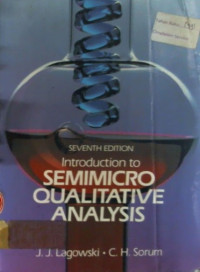 SEVENTH EDITION
Introduction to
SEMIMICRO
QUALITATIVE
ANALYSIS
J. J. Lagowski • C. H. Sorum